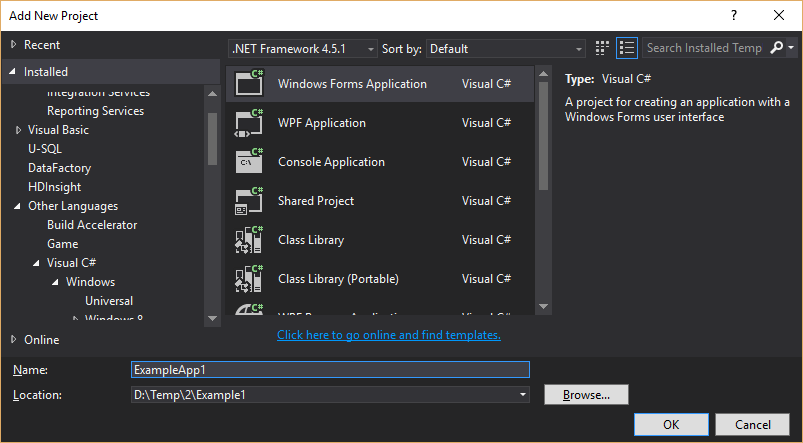 Add New Project
Recent
Installed
Integration Services
Reporting Services
Visual Basic
U-SQL
DataFactory
HDInsight
Other Languages
Build Accelerator
Game
Visual C#
Windows
Universal
Windows 8
Online
.NET Framework 4.5.1 Sort by: Default Search Installed Temp
C# Windows Forms Application Visual C#
C# WPF Application Visual C#
C# C:\ Console Application Visual C#
C# Shared Project Visual C#
C# Class Library Visual C#
C# Class Library (Portable) Visual C#
C# WPF Browser Application Visual C#
Click here to go online and find templates.
Type: Visual C#
A project for creating an application with a
Windows Forms user interface
Name: ExampleApp1
Location: D:\Temp\2\Example1 Browse...
OK Cancel